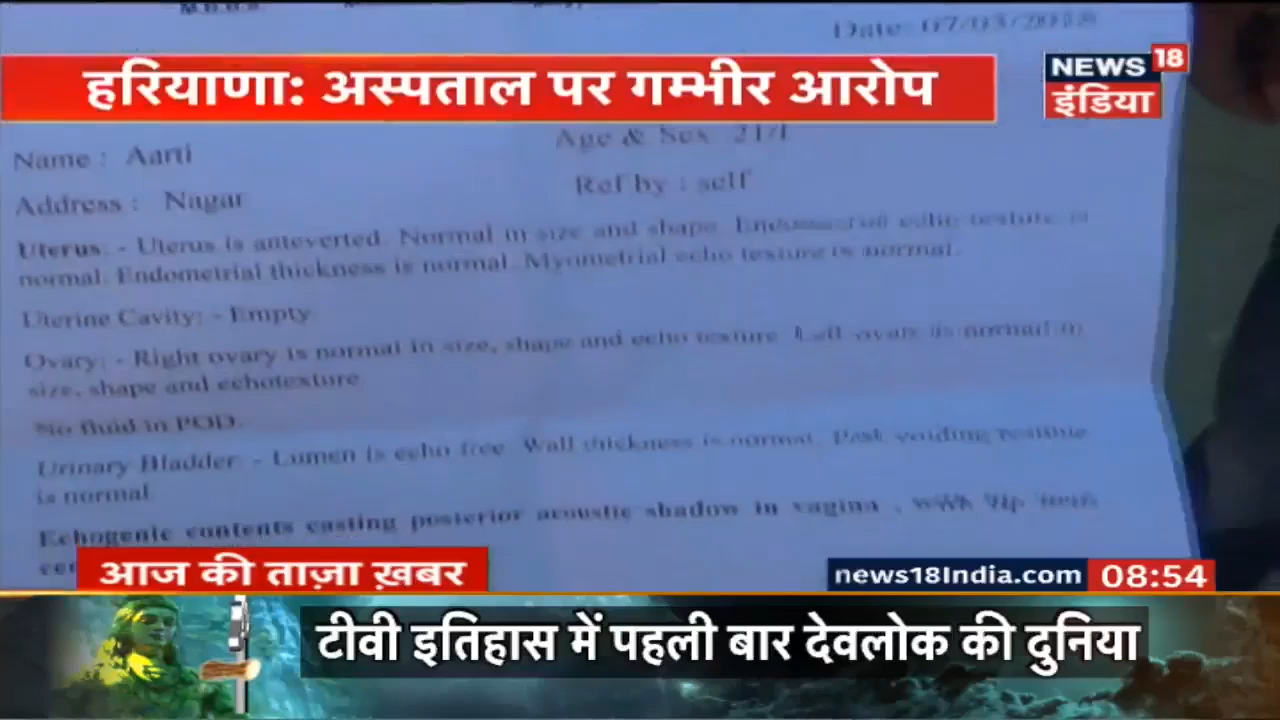 Date: 07/03/2018
हरियाणा: अस्पताल पर गम्भीर आरोप
NEWS 18
इंडिया
Name : Aarti
Age & Sex 21/f
Address : Nagar
Ref by : self
Uterus: - Uterus is anteverted. Normal in size and shape. Endometrial echo texture is
normal. Endometrial thickness is normal. Myometrial echo texture is normal.
Uterine Cavity: - Empty
Ovary: - Right ovary is normal in size, shape and echo texture. Left ovary is normal in
size, shape and echotexture
No fluid in POD.
Urinary Bladder - Lumen is echo free. Wall thickness is normal. Post voiding residue
is normal
Echogenic contents casting posterior acoustic shadow in vagina , with
आज की ताज़ा ख़बर
news18India.com 08:54
टीवी इतिहास में पहली बार देवलोक की दुनिया